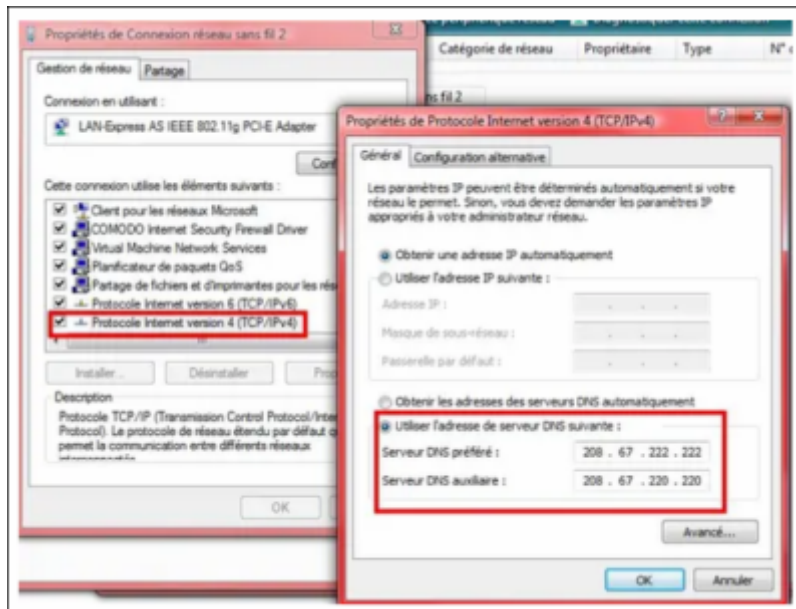 Catégorie de réseau Propriétaire Type N°
Propriétés de Connexion réseau sans fil 2
Gestion de réseau Partage
Connexion en utilisant :
LAN-Express AS IEEE 802.11g PCI-E Adapter
Conf
Cette connexion utilise les éléments suivants :
Client pour les réseaux Microsoft
COMODO Internet Security Firewall Driver
Virtual Machine Network Services
Planificateur de paquets QoS
Partage de fichiers et d'imprimantes pour les rés
Protocole Internet version 6 (TCP/IPv6)
Protocole Internet version 4 (TCP/IPv4)
Installer... Désinstaller Prop
Description
Protocole TCP/IP (Transmission Control Protocol/Inter
Protocol). Le protocole de réseau étendu par défaut q
permet la communication entre différents réseaux
OK
ns fil 2
Propriétés de Protocole Internet version 4 (TCP/IPv4)
Général Configuration alternative
Les paramètres IP peuvent être déterminés automatiquement si votre
réseau le permet. Sinon, vous devez demander les paramètres IP
appropriés à votre administrateur réseau.
Obtenir une adresse IP automatiquement
Utiliser l'adresse IP suivante :
Adresse IP :
Masque de sous-réseau :
Passerelle par défaut :
Obtenir les adresses des serveurs DNS automatiquement
Utiliser l'adresse de serveur DNS suivante :
Serveur DNS préféré : 208 . 67 . 222 . 222
Serveur DNS auxiliaire : 208 . 67 . 220 . 220
Avancé...
OK Annuler